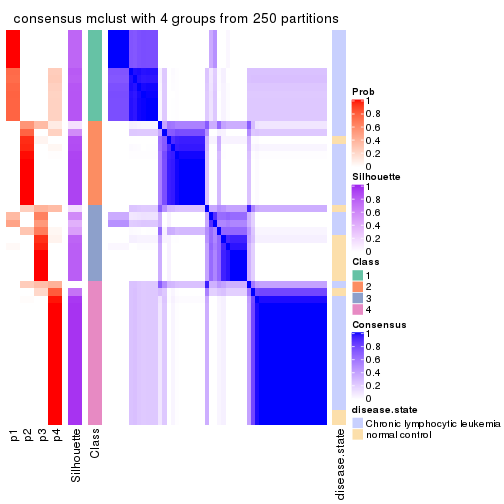 consensus mclust with 4 groups from 250 partitions
Prob
1
0.8
0.6
0.4
0.2
0
Silhouette
1
0.8
0.6
0.4
0.2
0
Class
1
2
3
4
Consensus
1
0.8
0.6
0.4
0.2
0
disease.state
Chronic lymphocytic leukemia
normal control
p1
p2
p3
p4
Silhouette
Class
disease.state